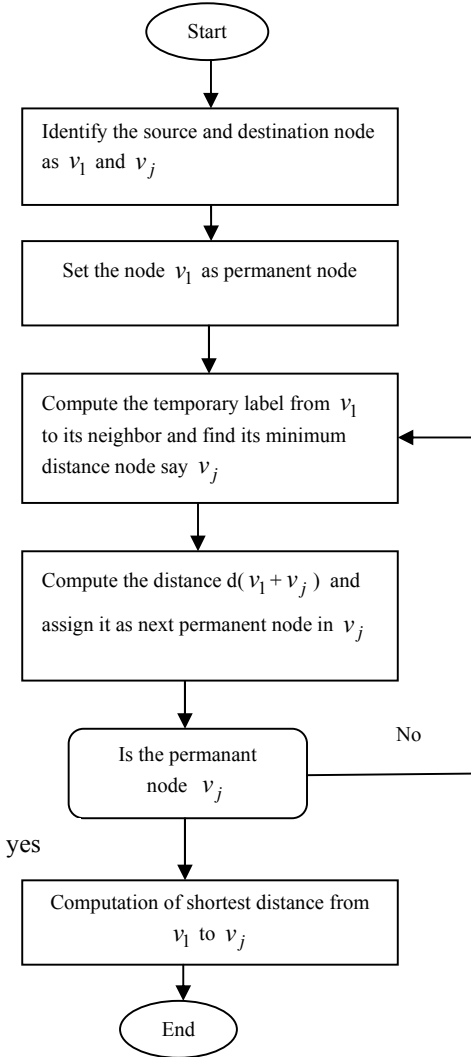 Start
Identify the source and destination node
as v₁ and vⱼ
Set the node v₁ as permanent node
Compute the temporary label from v₁
to its neighbor and find its minimum
distance node say vⱼ
Compute the distance d( v₁ + vⱼ ) and
assign it as next permanent node in vⱼ
Is the permanant
node vⱼ
No
yes
Computation of shortest distance from
v₁ to vⱼ
End